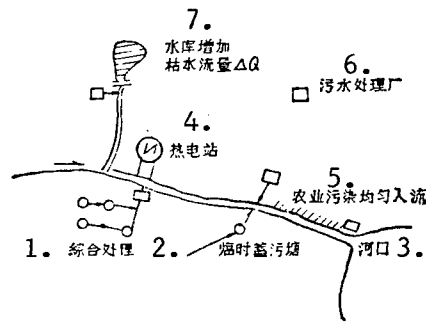 7.
水库增加
枯水流量△Q
6.
污水处理厂
4.
热电站
5.
农业污染均匀入流
1. 综合处理
2. 临时蓄污塘
河口 3.